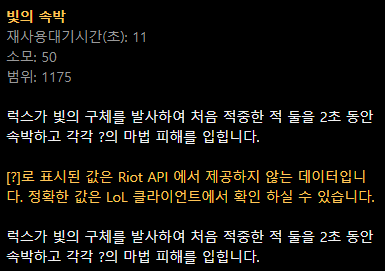 빛의 속박
재사용대기시간(초): 11
소모: 50
범위: 1175
럭스가 빛의 구체를 발사하여 처음 적중한 적 둘을 2초 동안
속박하고 각각 ?의 마법 피해를 입힙니다.
[?]로 표시된 값은 Riot API 에서 제공하지 않는 데이터입니
다. 정확한 값은 LoL 클라이언트에서 확인 하실 수 있습니다.
럭스가 빛의 구체를 발사하여 처음 적중한 적 둘을 2초 동안
속박하고 각각 ?의 마법 피해를 입힙니다.